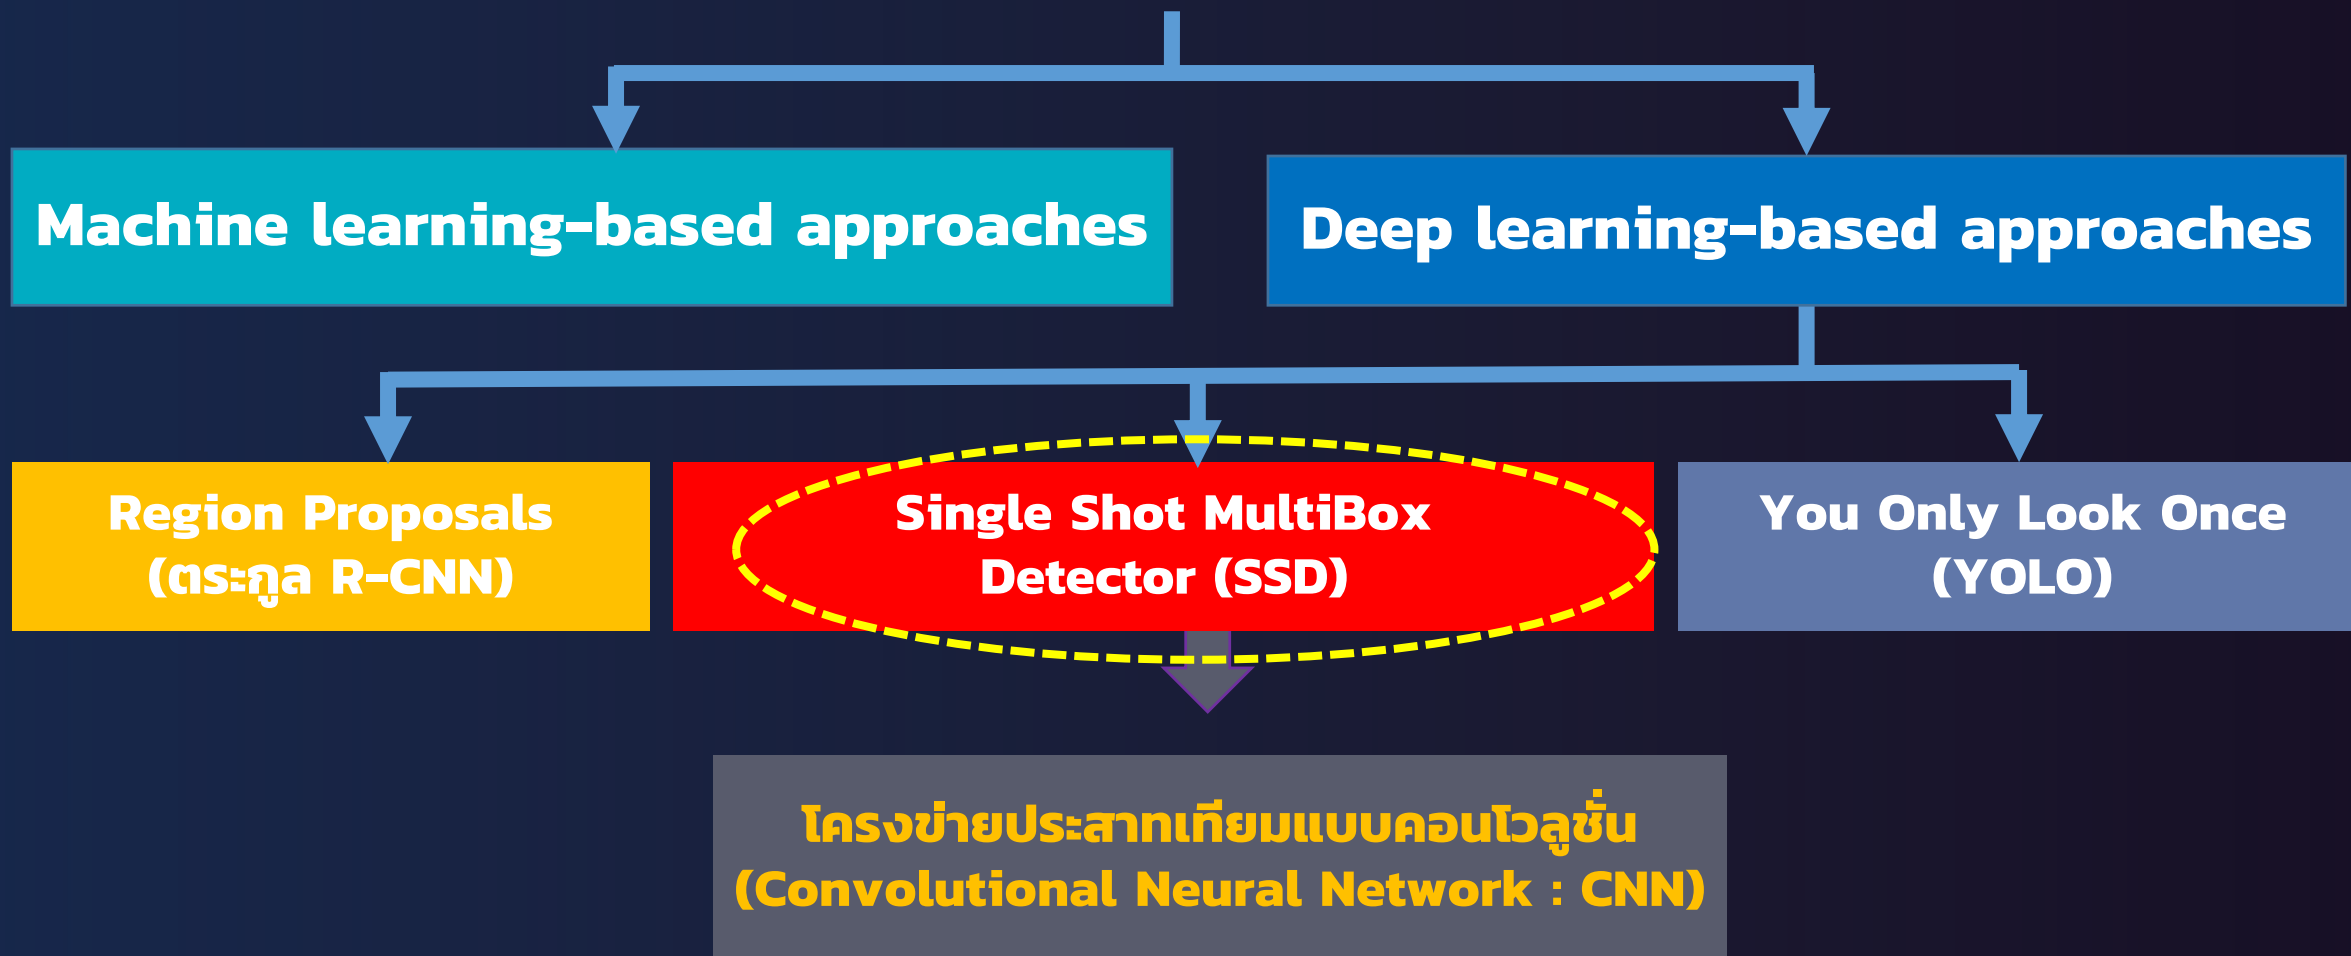 Machine learning-based approaches
Deep learning-based approaches
Region Proposals
(ตระกูล R-CNN)
Single Shot MultiBox
Detector (SSD)
You Only Look Once
(YOLO)
โครงข่ายประสาทเทียมแบบคอนโวลูชั่น
(Convolutional Neural Network : CNN)